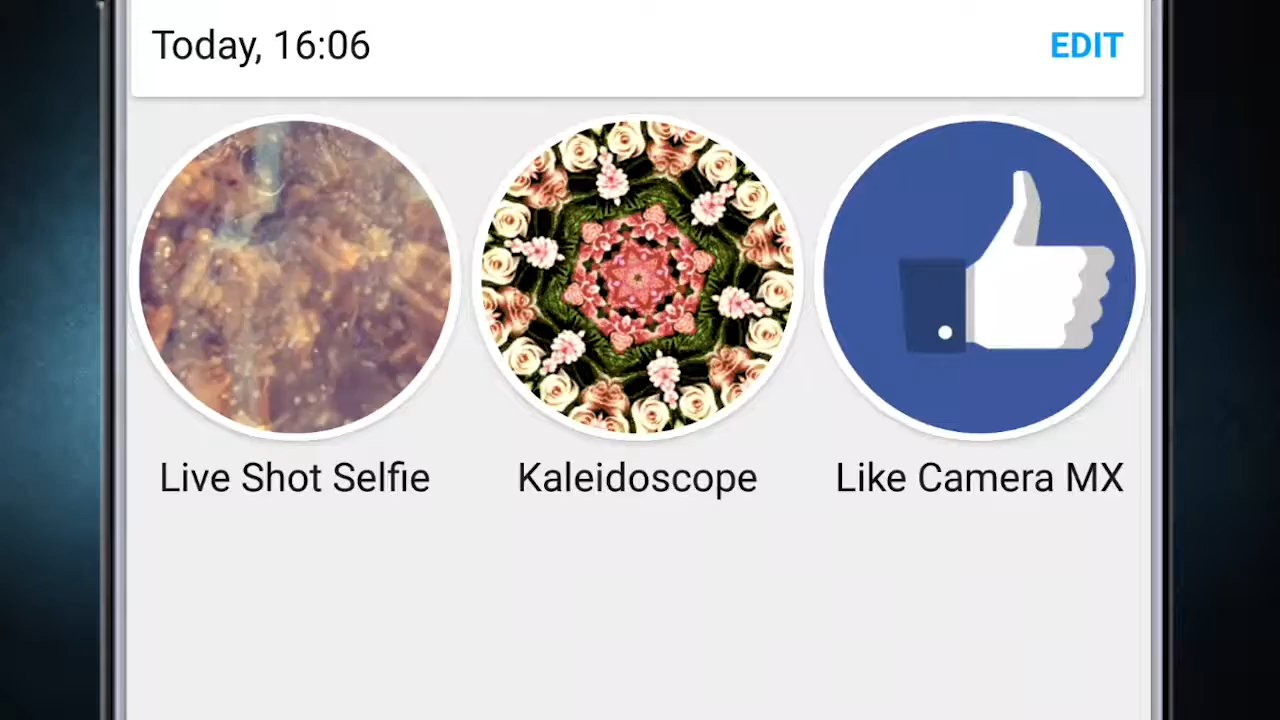 Today, 16:06
EDIT
Live Shot Selfie
Kaleidoscope
Like Camera MX